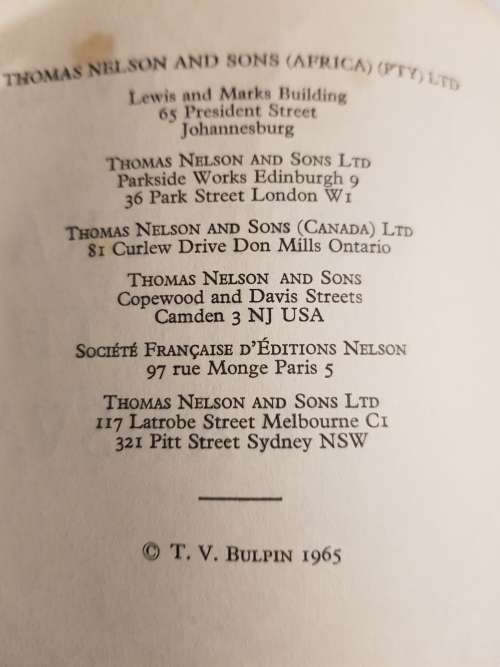 THOMAS NELSON AND SONS (AFRICA) (PTY) LTD
Lewis and Marks Building
65 President Street
Johannesburg
THOMAS NELSON AND SONS LTD
Parkside Works Edinburgh 9
36 Park Street London W1
THOMAS NELSON AND SONS (CANADA) LTD
81 Curlew Drive Don Mills Ontario
THOMAS NELSON AND SONS
Copewood and Davis Streets
Camden 3 NJ USA
SOCIÉTÉ FRANÇAISE D'ÉDITIONS NELSON
97 rue Monge Paris 5
THOMAS NELSON AND SONS LTD
117 Latrobe Street Melbourne C1
321 Pitt Street Sydney NSW
© T. V. BULPIN 1965